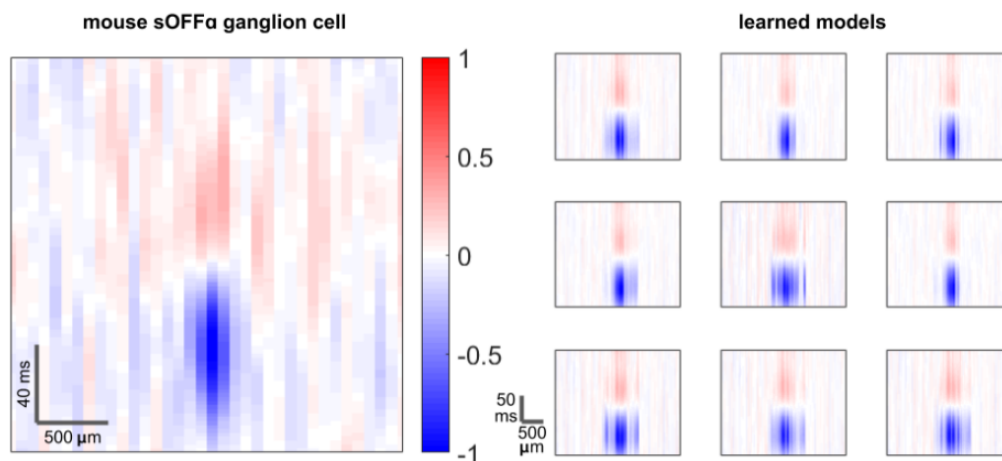 mouse sOFFα ganglion cell
learned models
1
0.5
0
-0.5
-1
40 ms
500 μm
50
ms
500
μm